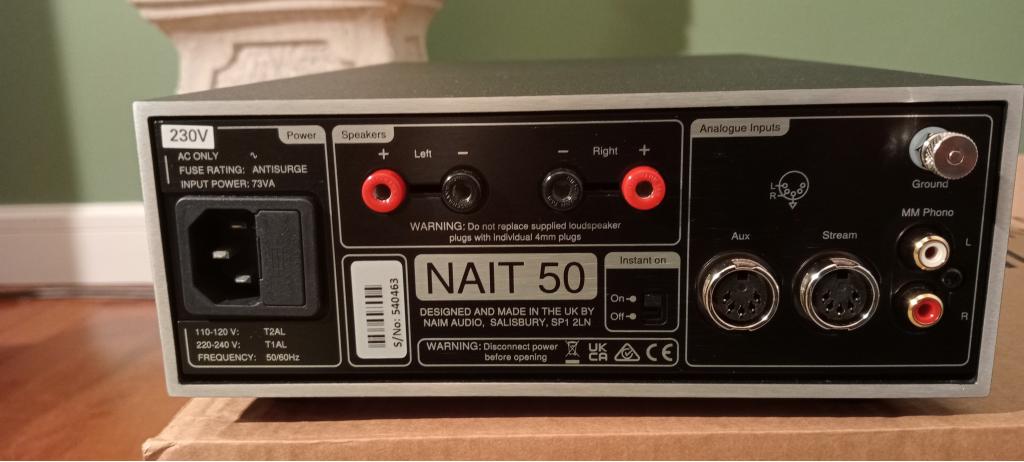 230V
Power
AC ONLY ∿
FUSE RATING: ANTISURGE
INPUT POWER: 73VA
110-120 V: T2AL
220-240 V: T1AL
FREQUENCY: 50/60Hz
Speakers
+ Left − − Right +
WARNING: Do not replace supplied loudspeaker
plugs with individual 4mm plugs
S/No: 540463
NAIT 50
DESIGNED AND MADE IN THE UK BY
NAIM AUDIO, SALISBURY, SP1 2LN
Instant on
On
Off
WARNING: Disconnect power
before opening
UK
CA
CE
Analogue Inputs
L
R
Ground
Aux
Stream
MM Phono
L
R